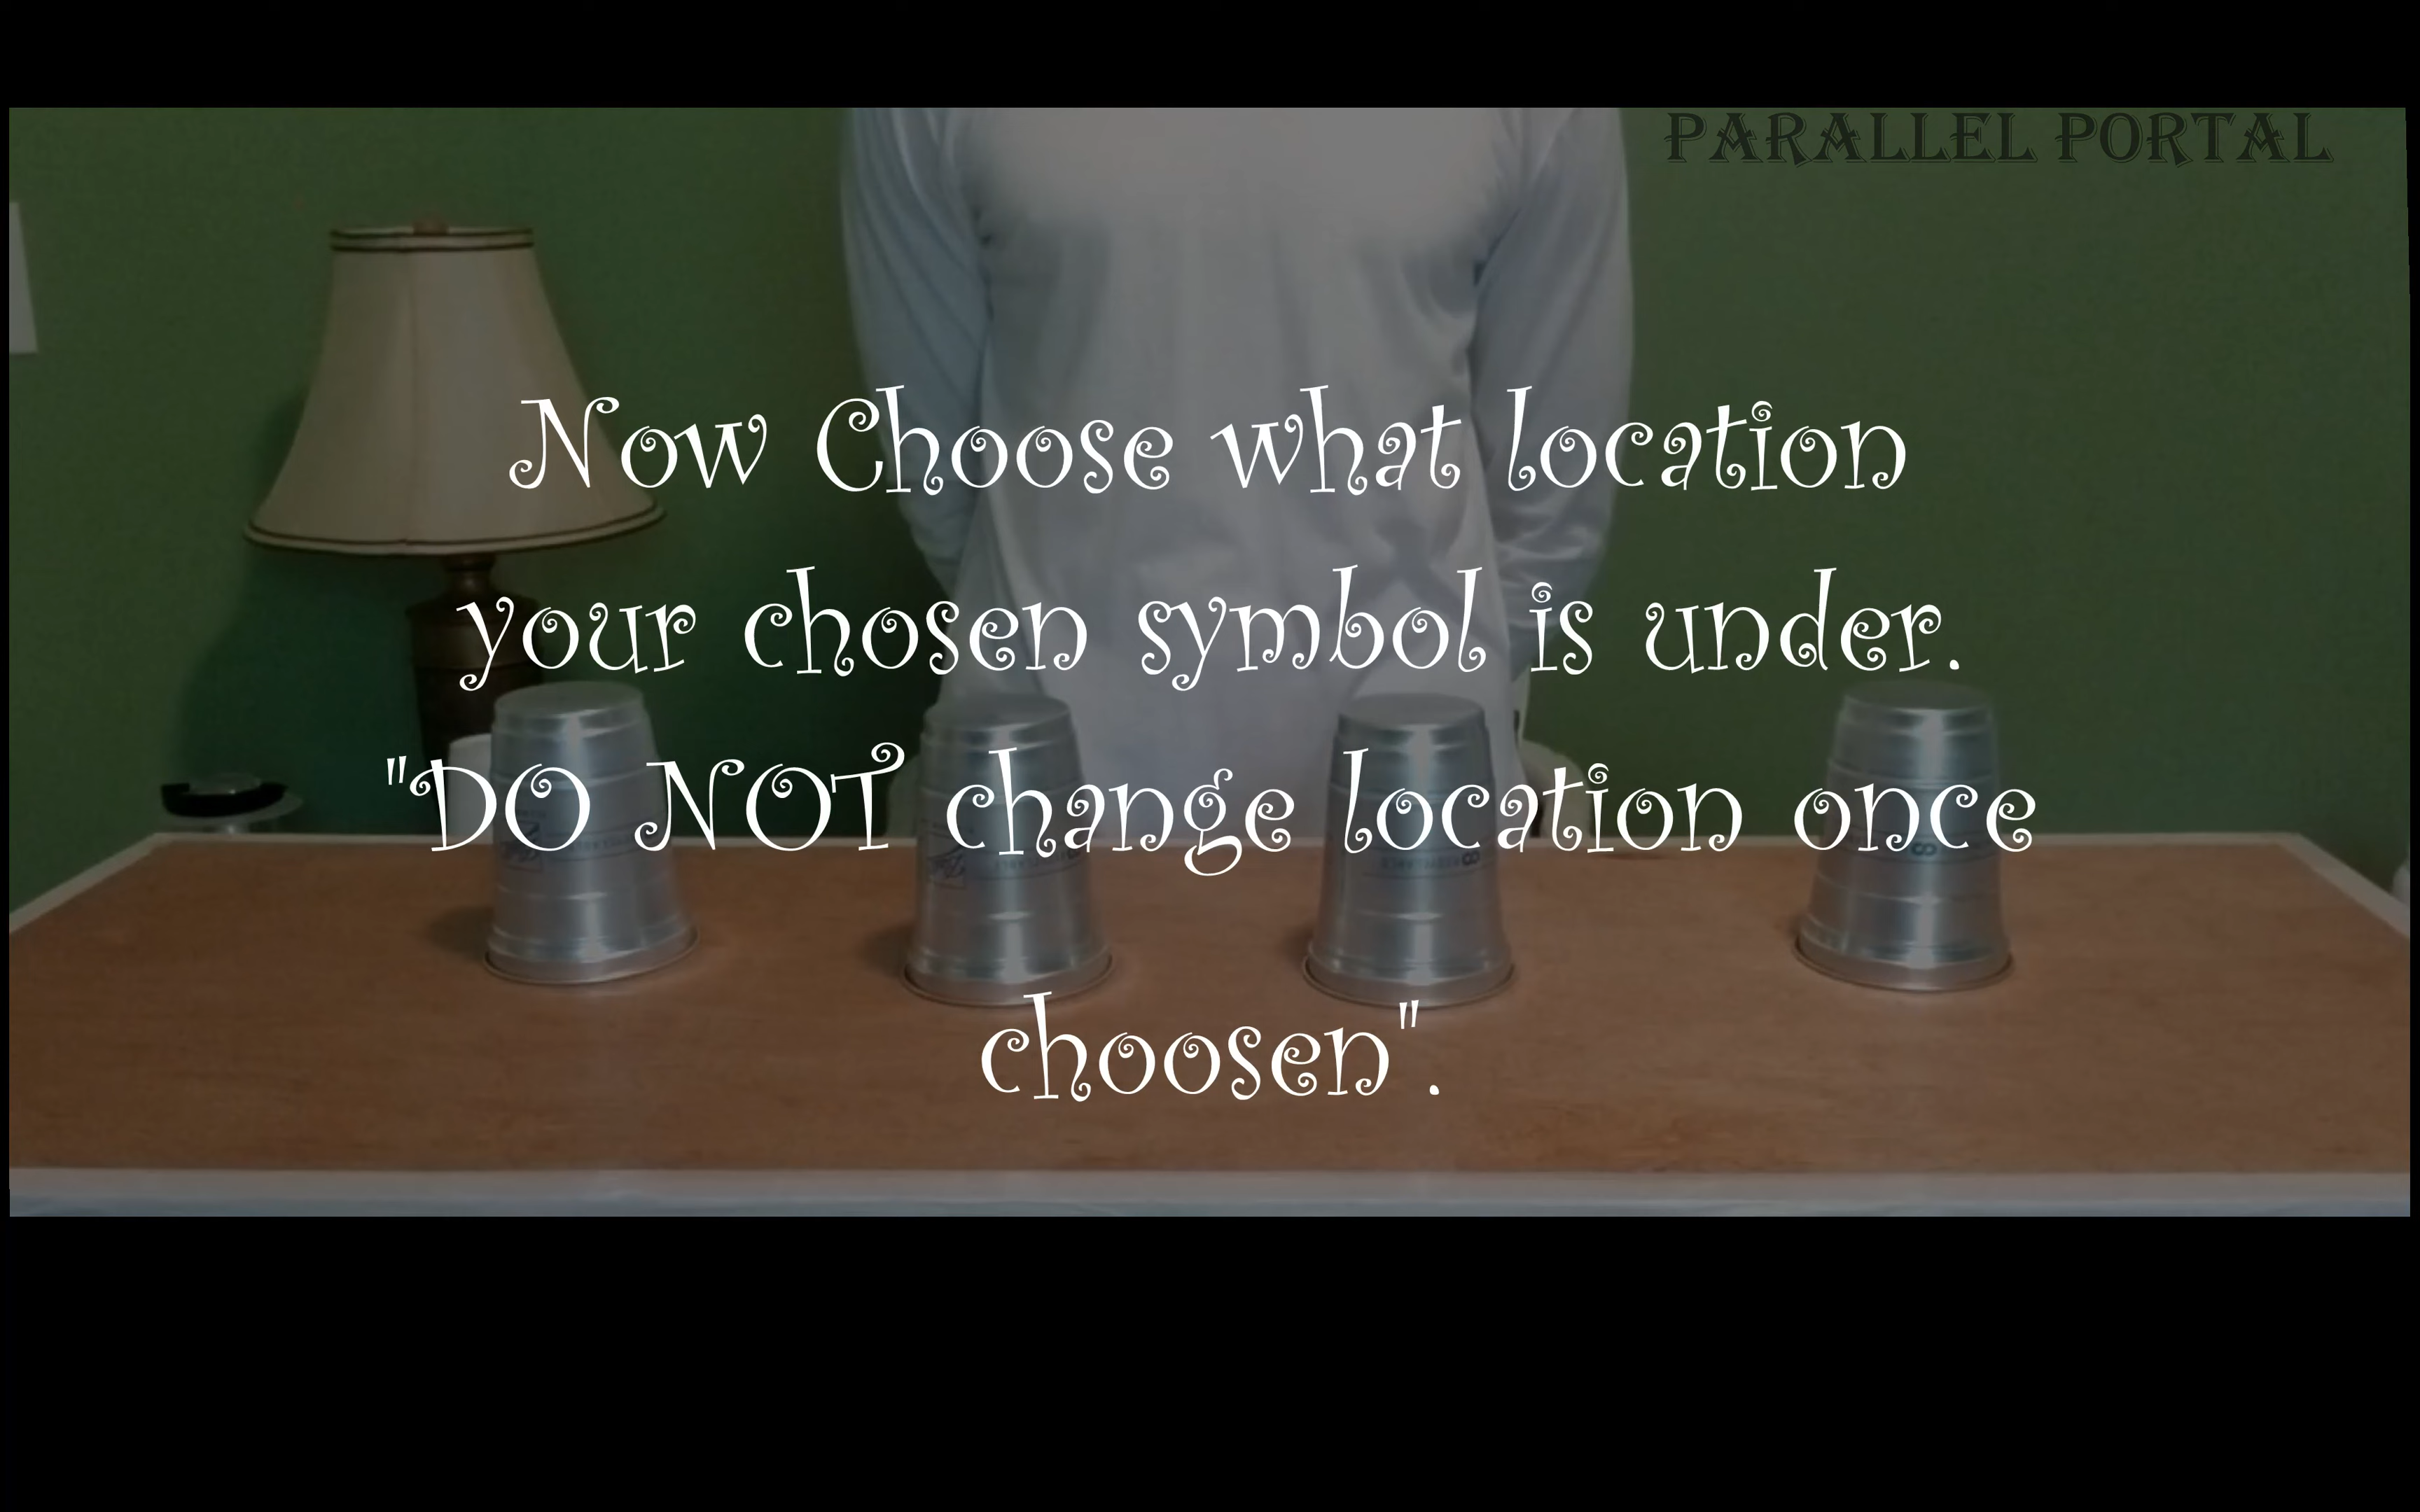 PARALLEL PORTAL
Now Choose what location
your chosen symbol is under.
"DO NOT change location once
choosen".